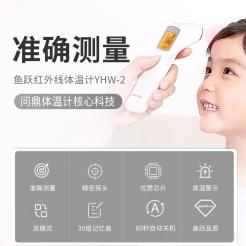 准确测量
鱼跃红外线体温计YHW-2
问鼎体温计核心科技
准确测量
精密探头
优质芯片
高温警示
双模式
30组记忆值
60秒自动关机
鱼跃品质